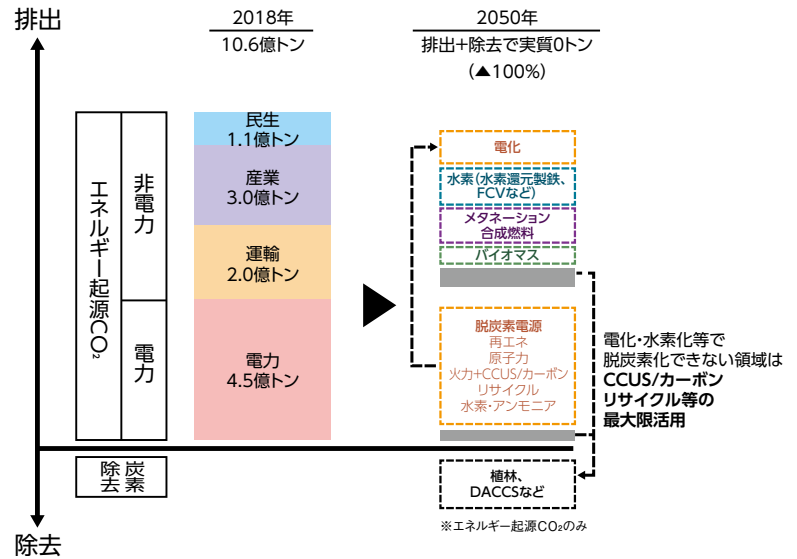 排出
2018年
10.6億トン
2050年
排出+除去で実質0トン
(▲100%)
エネルギー起源CO₂
非電力
電力
民生
1.1億トン
産業
3.0億トン
運輸
2.0億トン
電力
4.5億トン
電化
水素(水素還元製鉄、
FCVなど)
メタネーション
合成燃料
バイオマス
脱炭素電源
再エネ
原子力
火力+CCUS/カーボン
リサイクル
水素・アンモニア
電化・水素化等で
脱炭素化できない領域は
CCUS/カーボン
リサイクル等の
最大限活用
炭素
除去
植林、
DACCSなど
※エネルギー起源CO₂のみ
除去